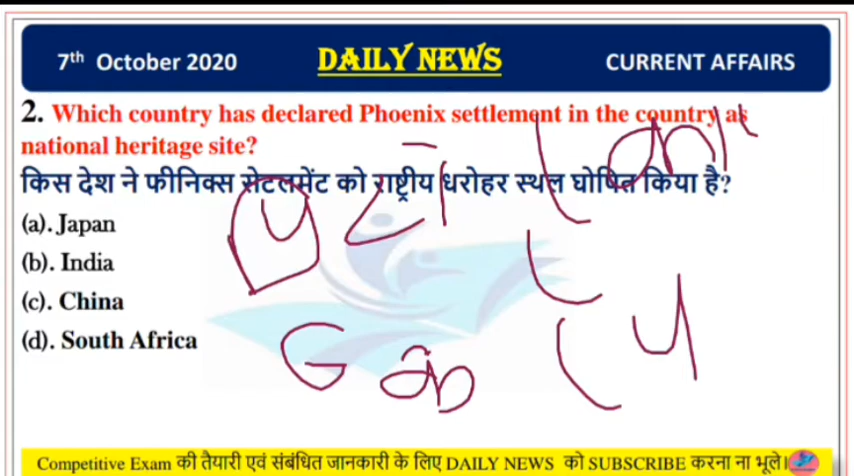 7th October 2020 DAILY NEWS CURRENT AFFAIRS
2. Which country has declared Phoenix settlement in the country as
national heritage site?
किस देश ने फीनिक्स सेटलमेंट को राष्ट्रीय धरोहर स्थल घोषित किया है?
(a). Japan
(b). India
(c). China
(d). South Africa
Competitive Exam की तैयारी एवं संबंधित जानकारी के लिए DAILY NEWS को SUBSCRIBE करना ना भूले।